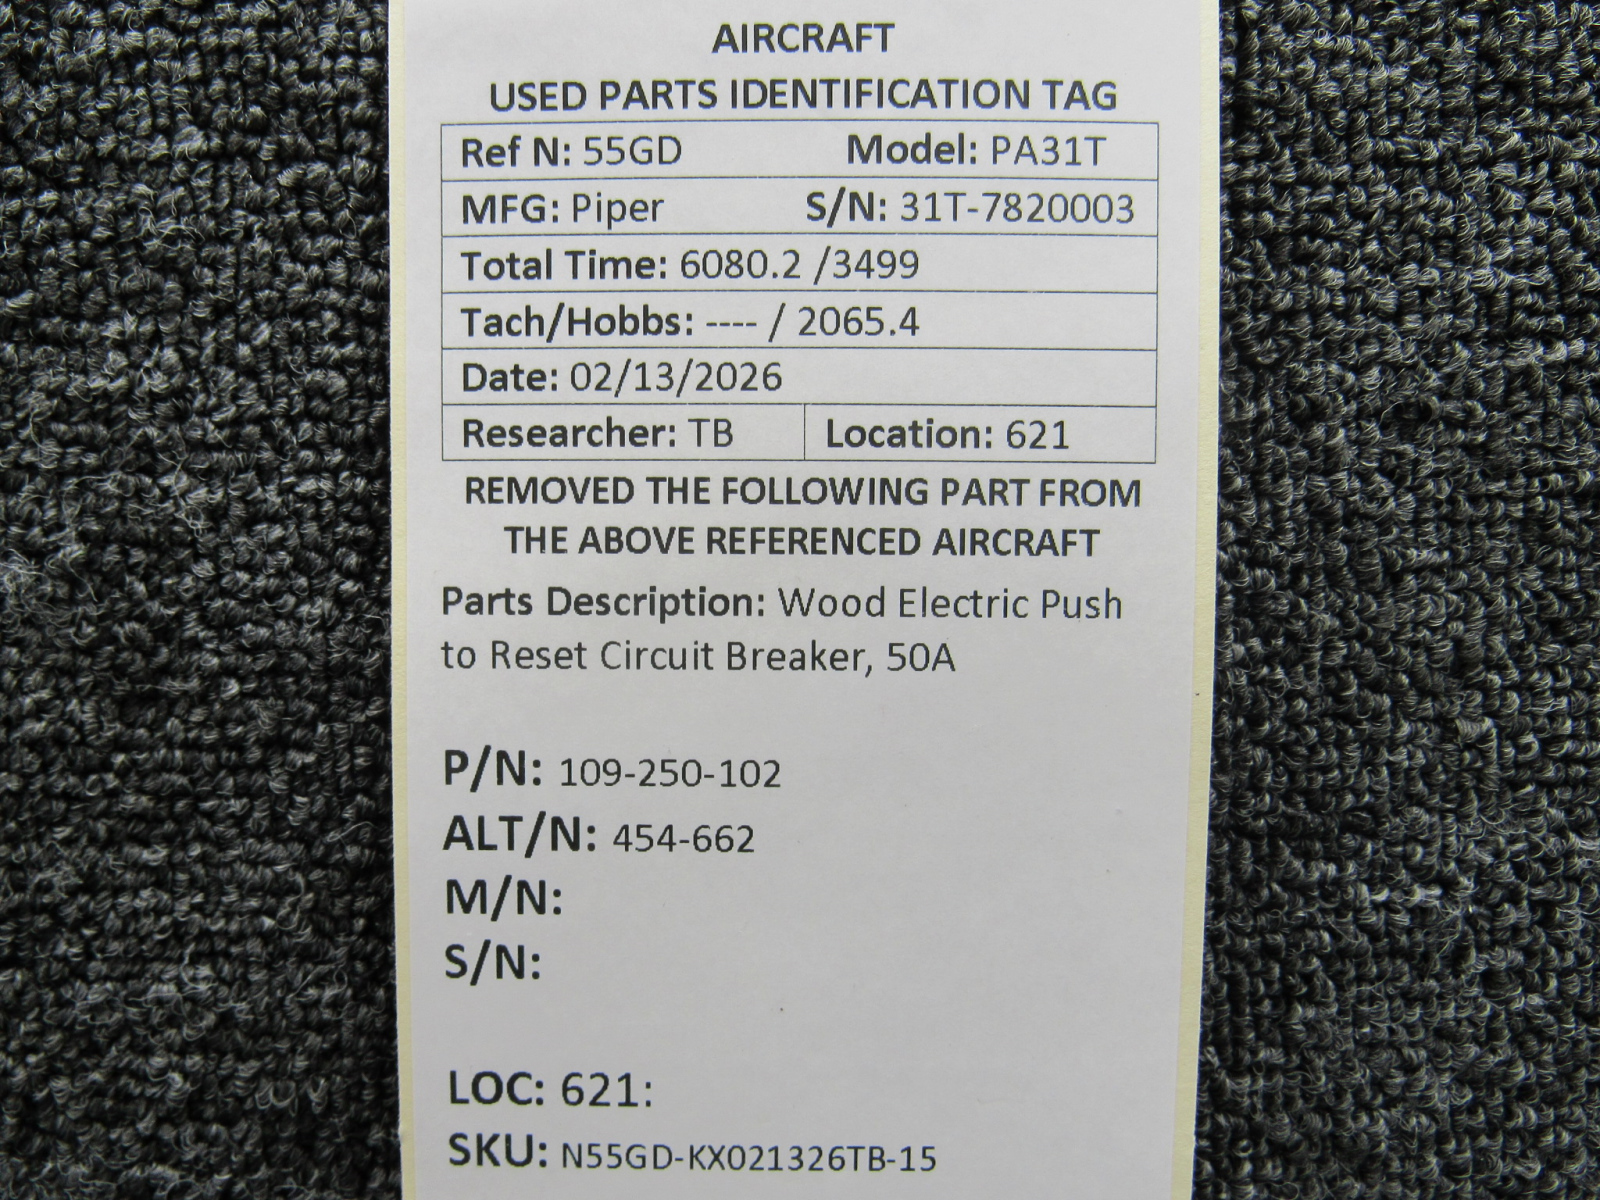 AIRCRAFT
USED PARTS IDENTIFICATION TAG
Ref N: 55GD Model: PA31T
MFG: Piper S/N: 31T-7820003
Total Time: 6080.2 /3499
Tach/Hobbs: ---- / 2065.4
Date: 02/13/2026
Researcher: TB Location: 621
REMOVED THE FOLLOWING PART FROM
THE ABOVE REFERENCED AIRCRAFT
Parts Description: Wood Electric Push
to Reset Circuit Breaker, 50A
P/N: 109-250-102
ALT/N: 454-662
M/N:
S/N:
LOC: 621:
SKU: N55GD-KX021326TB-15